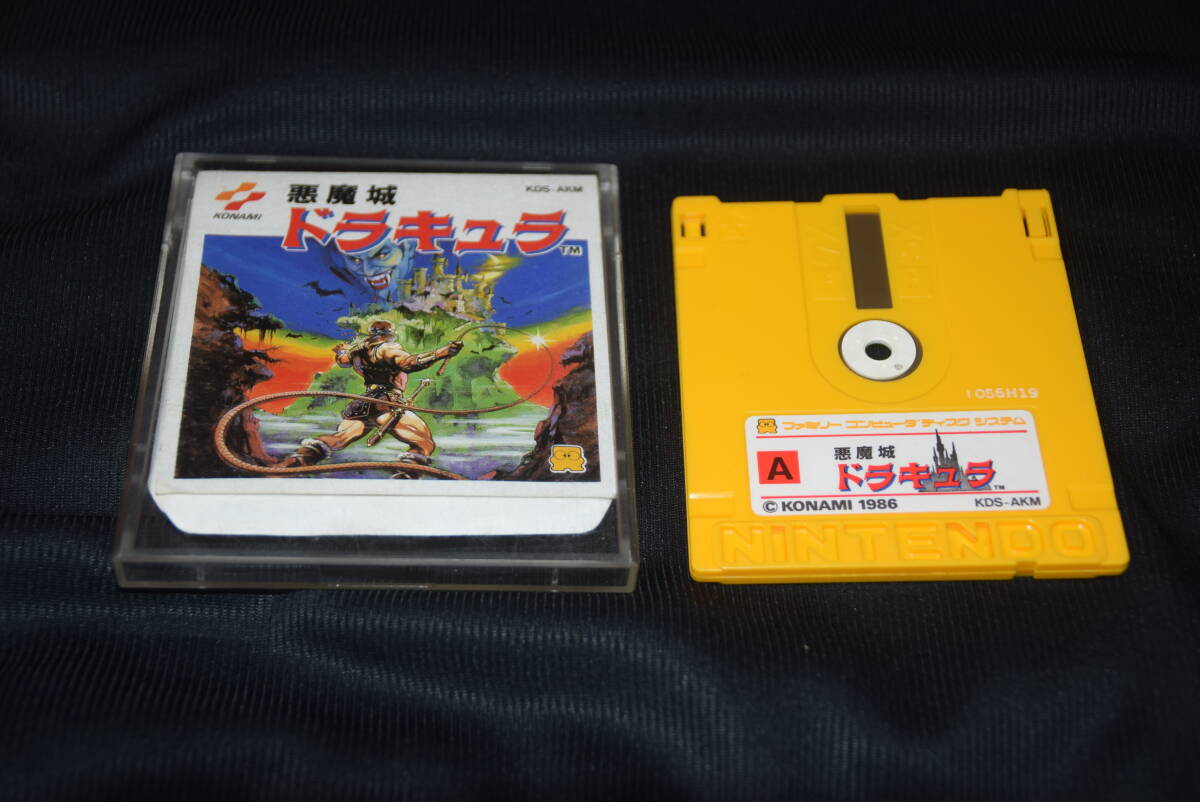 KONAMI
悪魔城
KDS-AKM
ドラキュラ TM
1056H19
ファミリー コンピュータ ディスク システム
A
悪魔城
ドラキュラ TM
© KONAMI 1986 KDS-AKM
NINTENDO